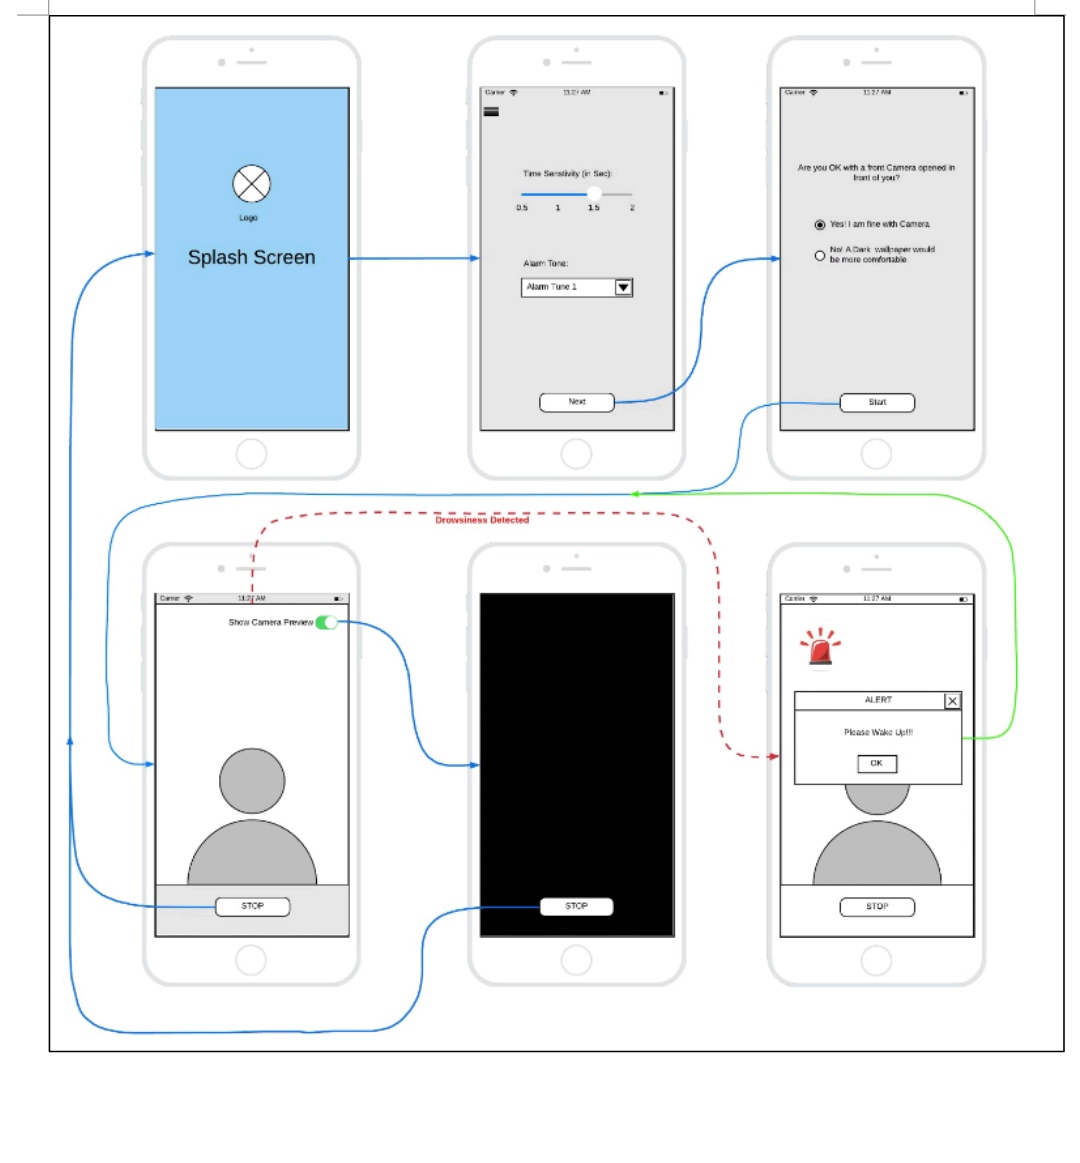 Logo
Splash Screen
Carrier 11:27 AM
Time Senstivity (in Sec):
0.5 1 1.5 2
Alarm Tone:
Alarm Tune 1
Next
Carrier 11:27 AM
Are you OK with a front Camera opened in
front of you?
Yes! I am fine with Camera.
No! A Dark wallpaper would
be more comfortable
Start
Drowsiness Detected
Carrier 11:27 AM
Show Camera Preview
STOP
STOP
Carrier 11:27 AM
ALERT
Please Wake Up!!!
OK
STOP